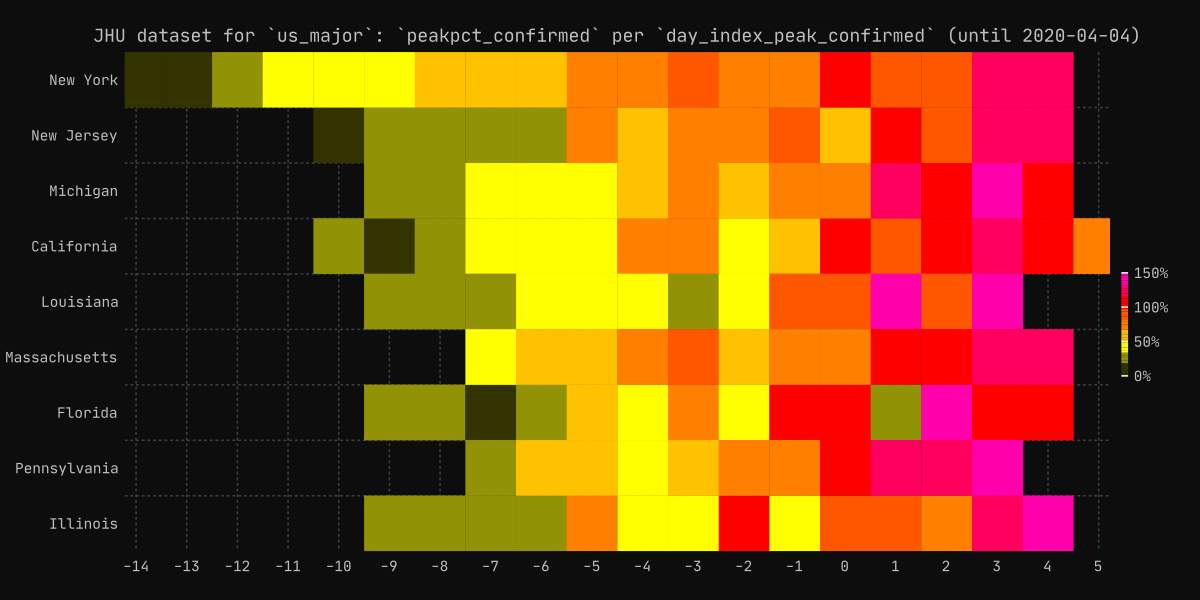 JHU dataset for `us_major`: `peakpct_confirmed` per `day_index_peak_confirmed` (until 2020-04-04)
New York
New Jersey
Michigan
California
Louisiana
Massachusetts
Florida
Pennsylvania
Illinois
150%
100%
50%
0%
-14 -13 -12 -11 -10 -9 -8 -7 -6 -5 -4 -3 -2 -1 0 1 2 3 4 5